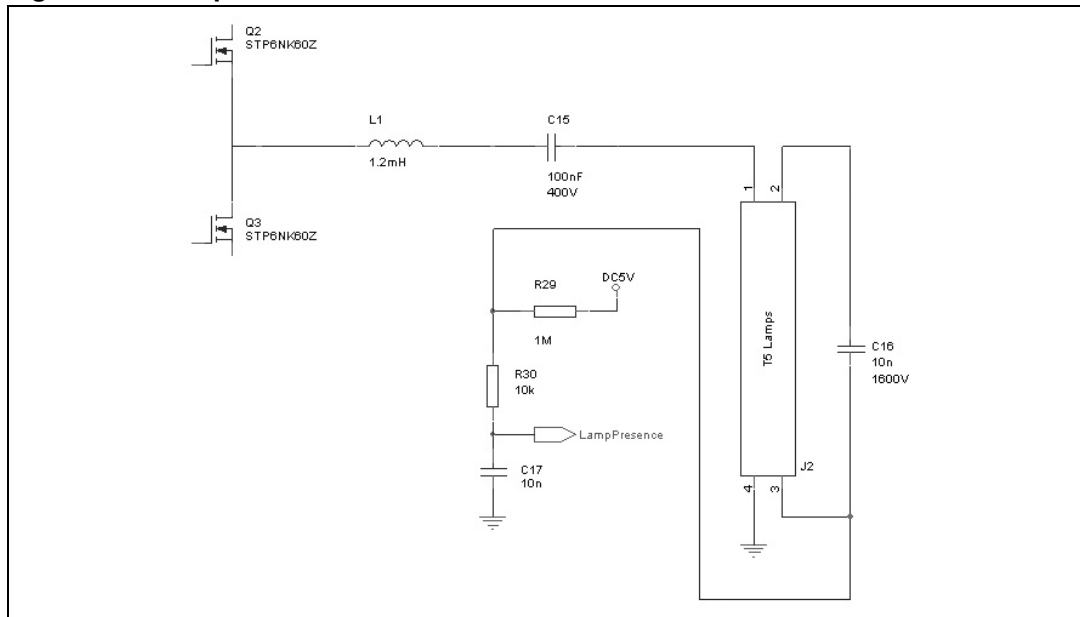 Q2
STP6NK60Z
L1
1.2mH
C15
100nF
400V
1
2
Q3
STP6NK60Z
R29
DC5V
1M
T5 Lamps
C16
10n
1600V
R30
10k
LampPresence
C17
10n
J2
4
3